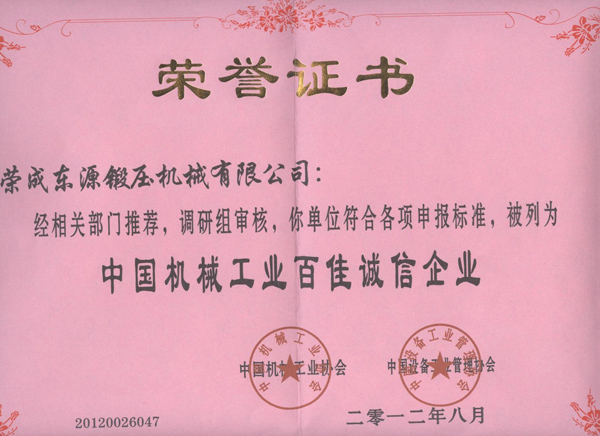 荣誉证书
荣成东源锻压机械有限公司：
经相关部门推荐，调研组审核，你单位符合各项申报标准，被列为
中国机械工业百佳诚信企业
中国机械工业协会
中国设备工业管理协会
20120026047
二零一二年八月